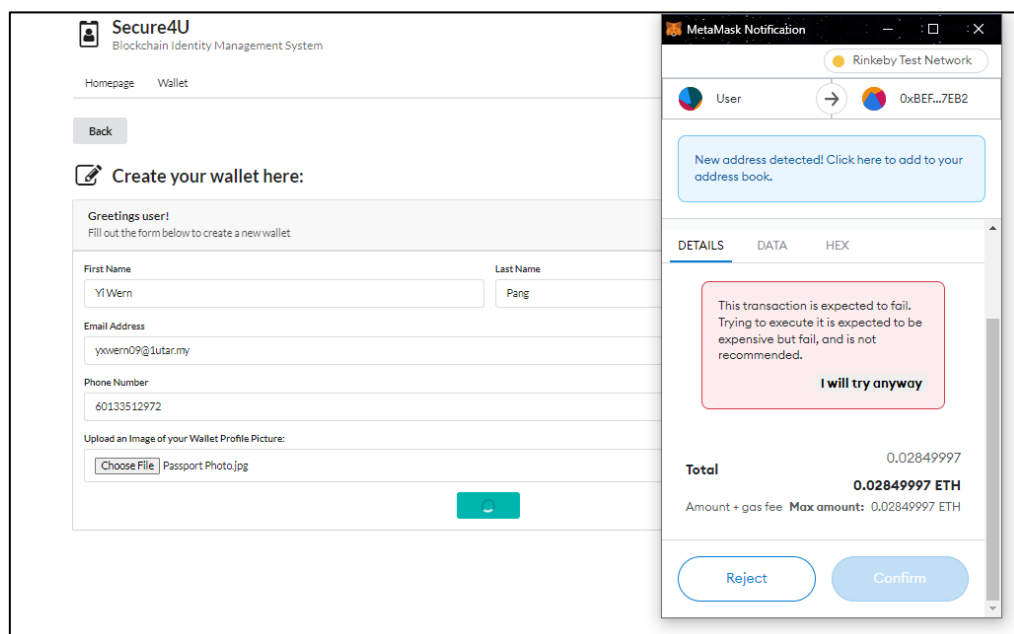 Secure4U
Blockchain Identity Management System
Homepage Wallet
Back
Create your wallet here:
Greetings user!
Fill out the form below to create a new wallet
First Name
Yi Wern
Last Name
Pang
Email Address
yxwern09@1utar.my
Phone Number
60133512972
Upload an Image of your Wallet Profile Picture:
Choose File Passport Photo.jpg
MetaMask Notification
Rinkeby Test Network
User 0xBEF...7EB2
New address detected! Click here to add to your
address book.
DETAILS DATA HEX
This transaction is expected to fail.
Trying to execute it is expected to be
expensive but fail, and is not
recommended.
I will try anyway
0.02849997
Total
0.02849997 ETH
Amount + gas fee Max amount: 0.02849997 ETH
Reject Confirm